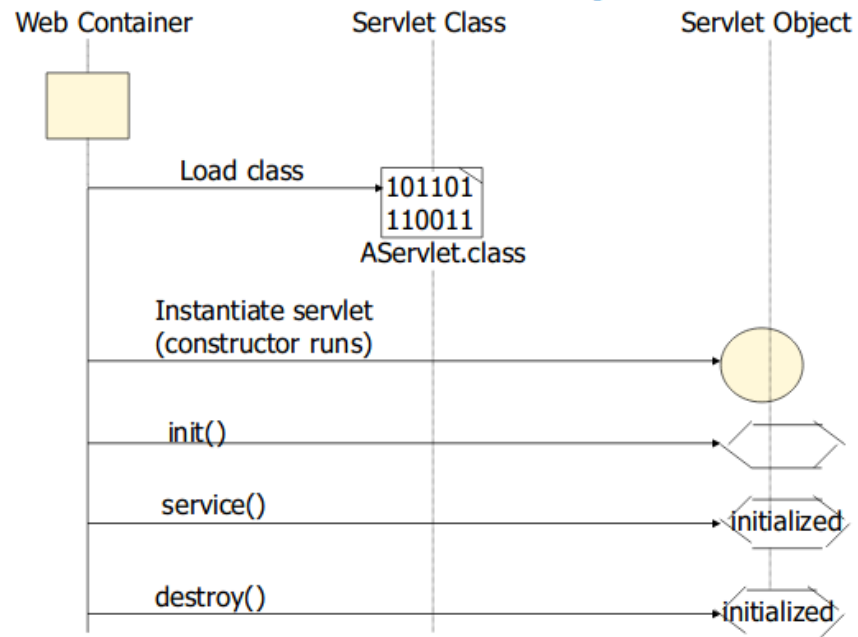 Web Container
Servlet Class
Servlet Object
Load class
101101
110011
AServlet.class
Instantiate servlet
(constructor runs)
init()
service()
initialized
destroy()
initialized